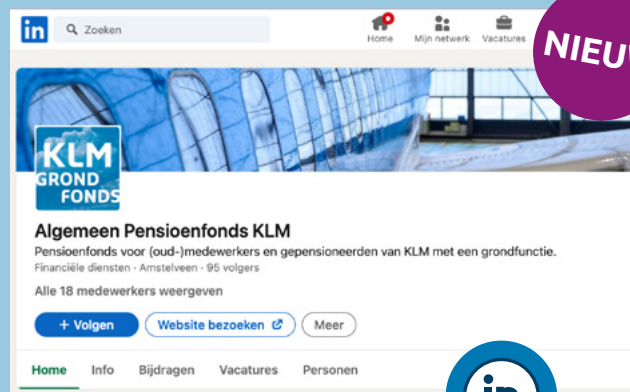 in
Zoeken
Home
Mijn netwerk
Vacatures
KLM
GROND
FONDS
Algemeen Pensioenfonds KLM
Pensioenfonds voor (oud-)medewerkers en gepensioneerden van KLM met een grondfunctie.
Financiële diensten · Amstelveen · 95 volgers
Alle 18 medewerkers weergeven
+ Volgen
Website bezoeken
Meer
Home
Info
Bijdragen
Vacatures
Personen
in